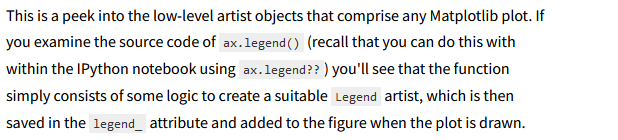 This is a peek into the low-level artist objects that comprise any Matplotlib plot. If
you examine the source code of ax.legend() (recall that you can do this with
within the IPython notebook using ax.legend?? ) you'll see that the function
simply consists of some logic to create a suitable Legend artist, which is then
saved in the legend_ attribute and added to the figure when the plot is drawn.